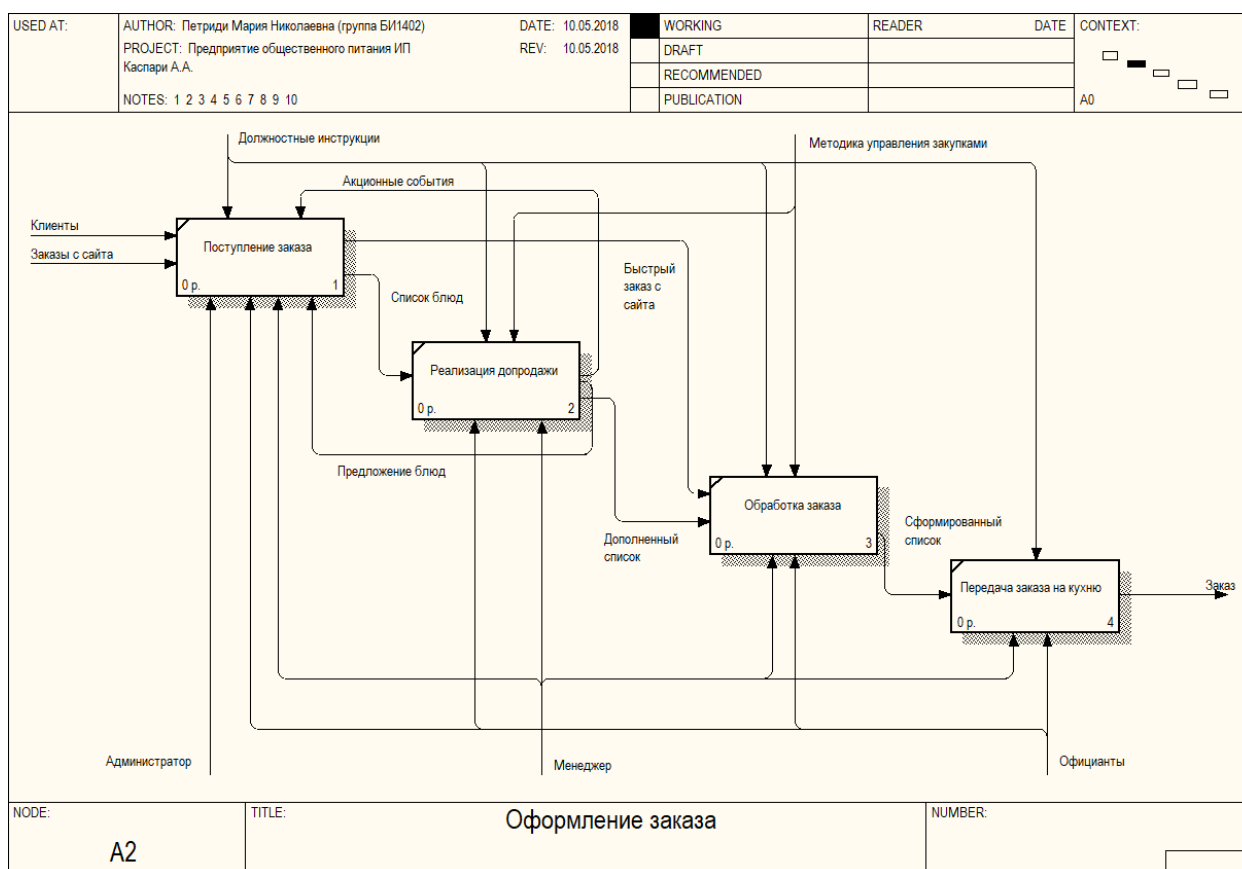 USED AT:
AUTHOR: Петриди Мария Николаевна (группа БИ1402)
DATE: 10.05.2018
PROJECT: Предприятие общественного питания ИП
Каспари А.А.
REV: 10.05.2018
NOTES: 1 2 3 4 5 6 7 8 9 10
WORKING
DRAFT
RECOMMENDED
PUBLICATION
READER
DATE
CONTEXT:
A0
Должностные инструкции
Методика управления закупками
Акционные события
Клиенты
Заказы с сайта
Поступление заказа
0 р.
1
Быстрый
заказ с
сайта
Список блюд
Реализация допродажи
0 р.
2
Предложение блюд
Обработка заказа
0 р.
3
Дополненный
список
Сформированный
список
Передача заказа на кухню
0 р.
4
Заказ
Администратор
Менеджер
Официанты
NODE:
A2
TITLE:
Оформление заказа
NUMBER: